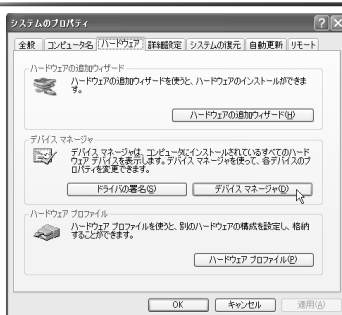 システムのプロパティ
全般 コンピュータ名 ハードウェア 詳細設定 システムの復元 自動更新 リモート
ハードウェアの追加ウィザード
ハードウェアの追加ウィザードを使うと、ハードウェアのインストールができま
す。
ハードウェアの追加ウィザード(H)
デバイス マネージャ
デバイス マネージャは、コンピュータにインストールされているすべてのハード
ウェア デバイスを表示します。デバイス マネージャを使って、各デバイスのプ
ロパティを変更できます。
ドライバの署名(S) デバイス マネージャ(D)
ハードウェア プロファイル
ハードウェア プロファイルを使うと、別のハードウェアの構成を設定し、格納
することができます。
ハードウェア プロファイル(P)
OK キャンセル 適用(A)